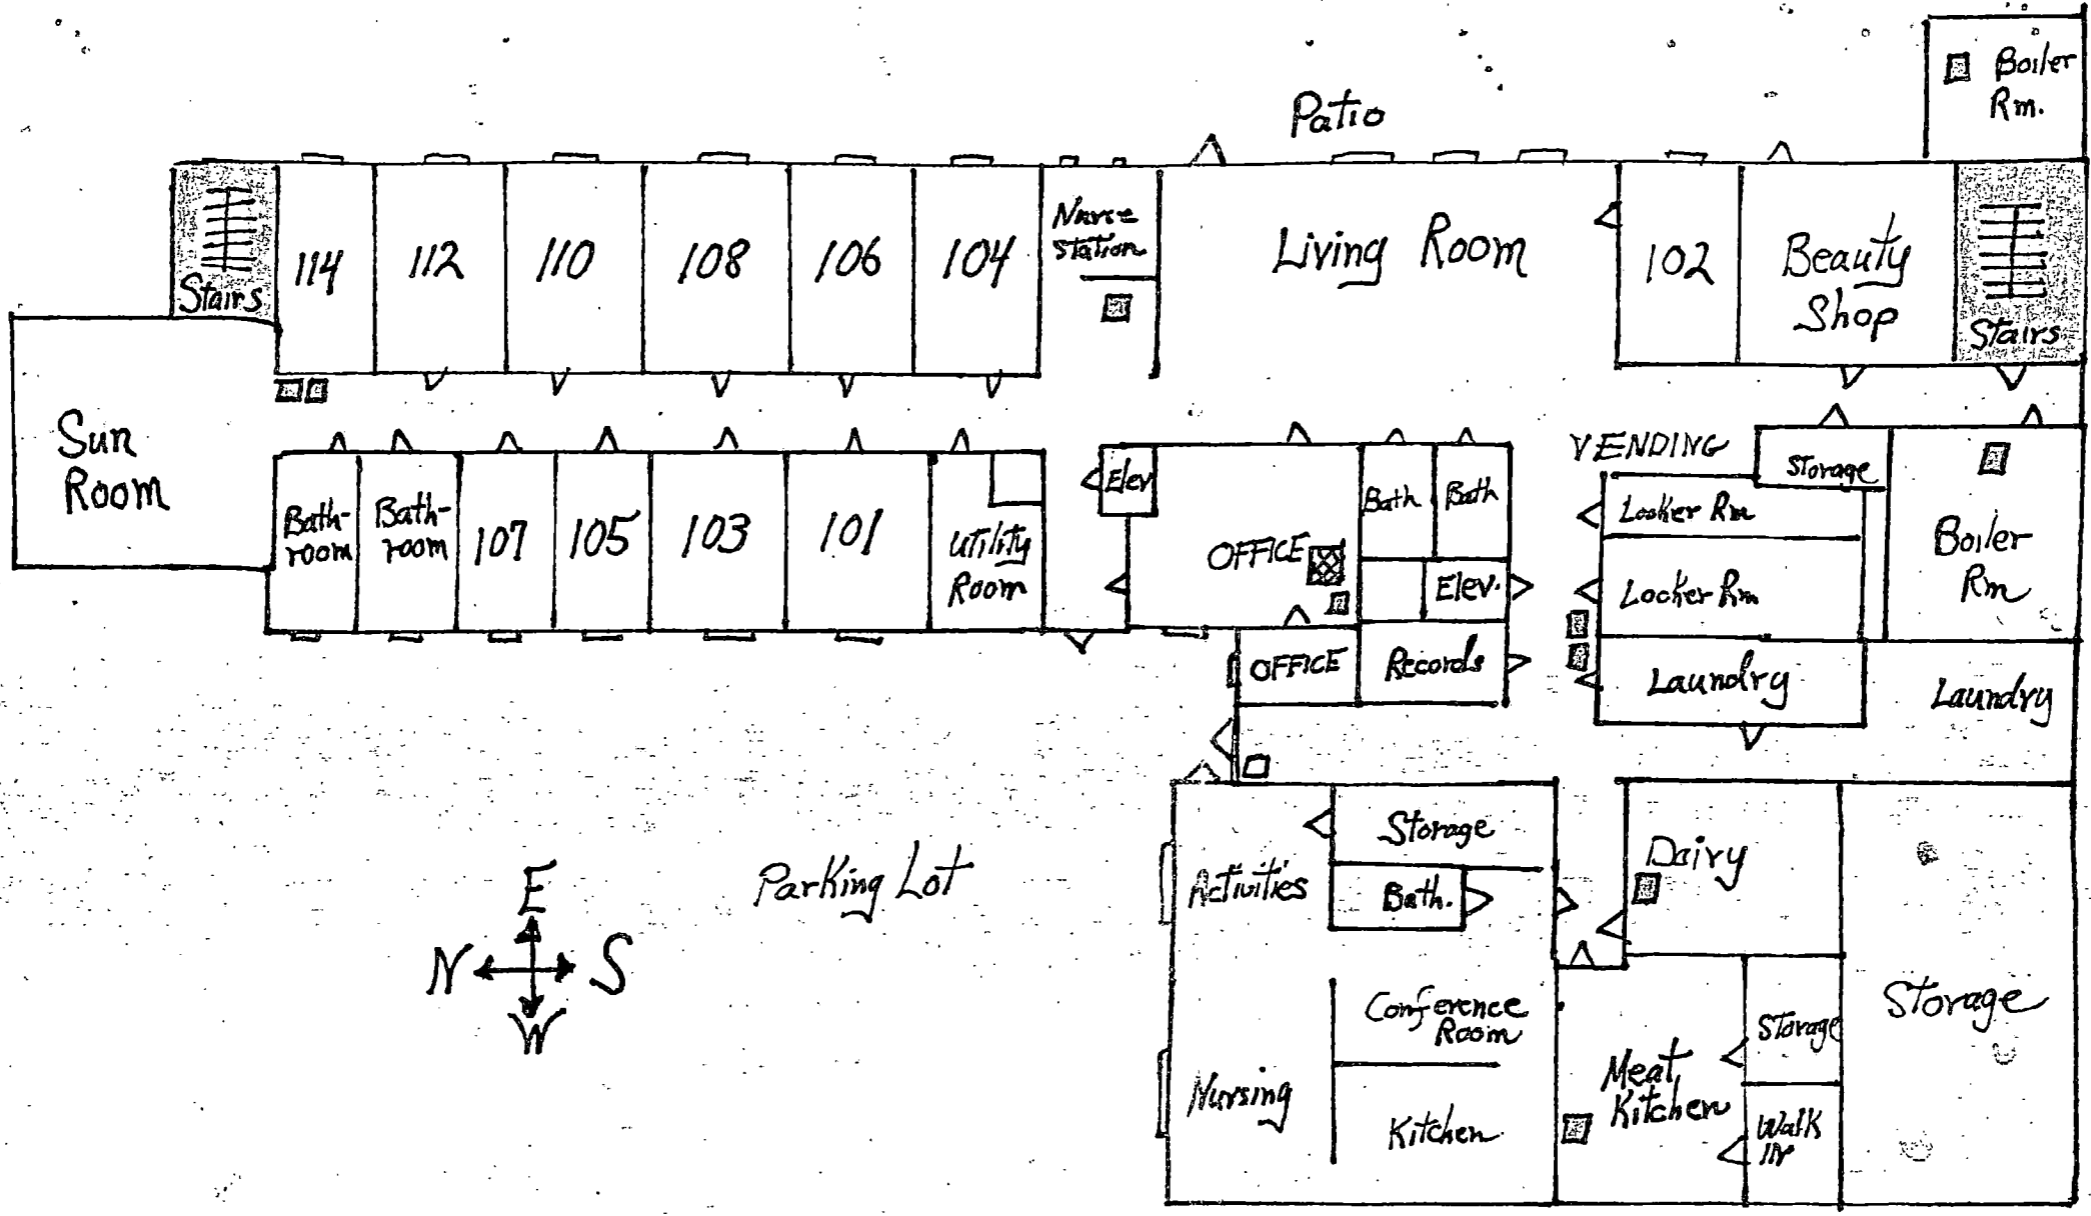 Boiler
Rm.
Patio
Stairs
114
112
110
108
106
104
Nurse
Station
Living Room
102
Beauty
Shop
Stairs
Sun
Room
Bath-
room
Bath-
room
107
105
103
101
Utility
Room
Elev
OFFICE
Bath
Bath
Elev.
VENDING
Storage
Locker Rm
Locker Rm
Boiler
Rm
OFFICE
Records
Laundry
Laundry
Parking Lot
E
N S
W
Activities
Storage
Bath.
Dairy
Conference
Room
Storage
Storage
Nursing
Kitchen
Meat
Kitchen
Walk
IN